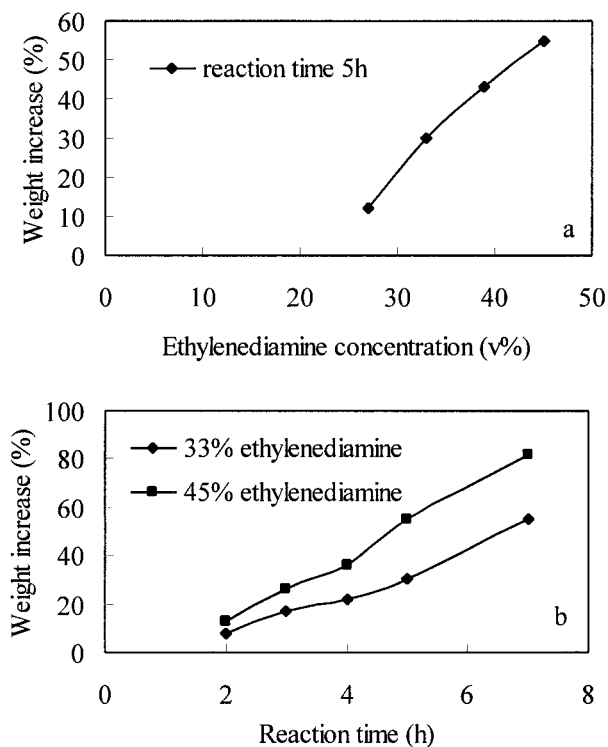 60
50
40
30
20
10
0
Weight increase (%)
reaction time 5h
a
0 10 20 30 40 50
Ethylenediamine concentration (v%)
100
80
60
40
20
0
Weight increase (%)
33% ethylenediamine
45% ethylenediamine
b
0 2 4 6 8
Reaction time (h)